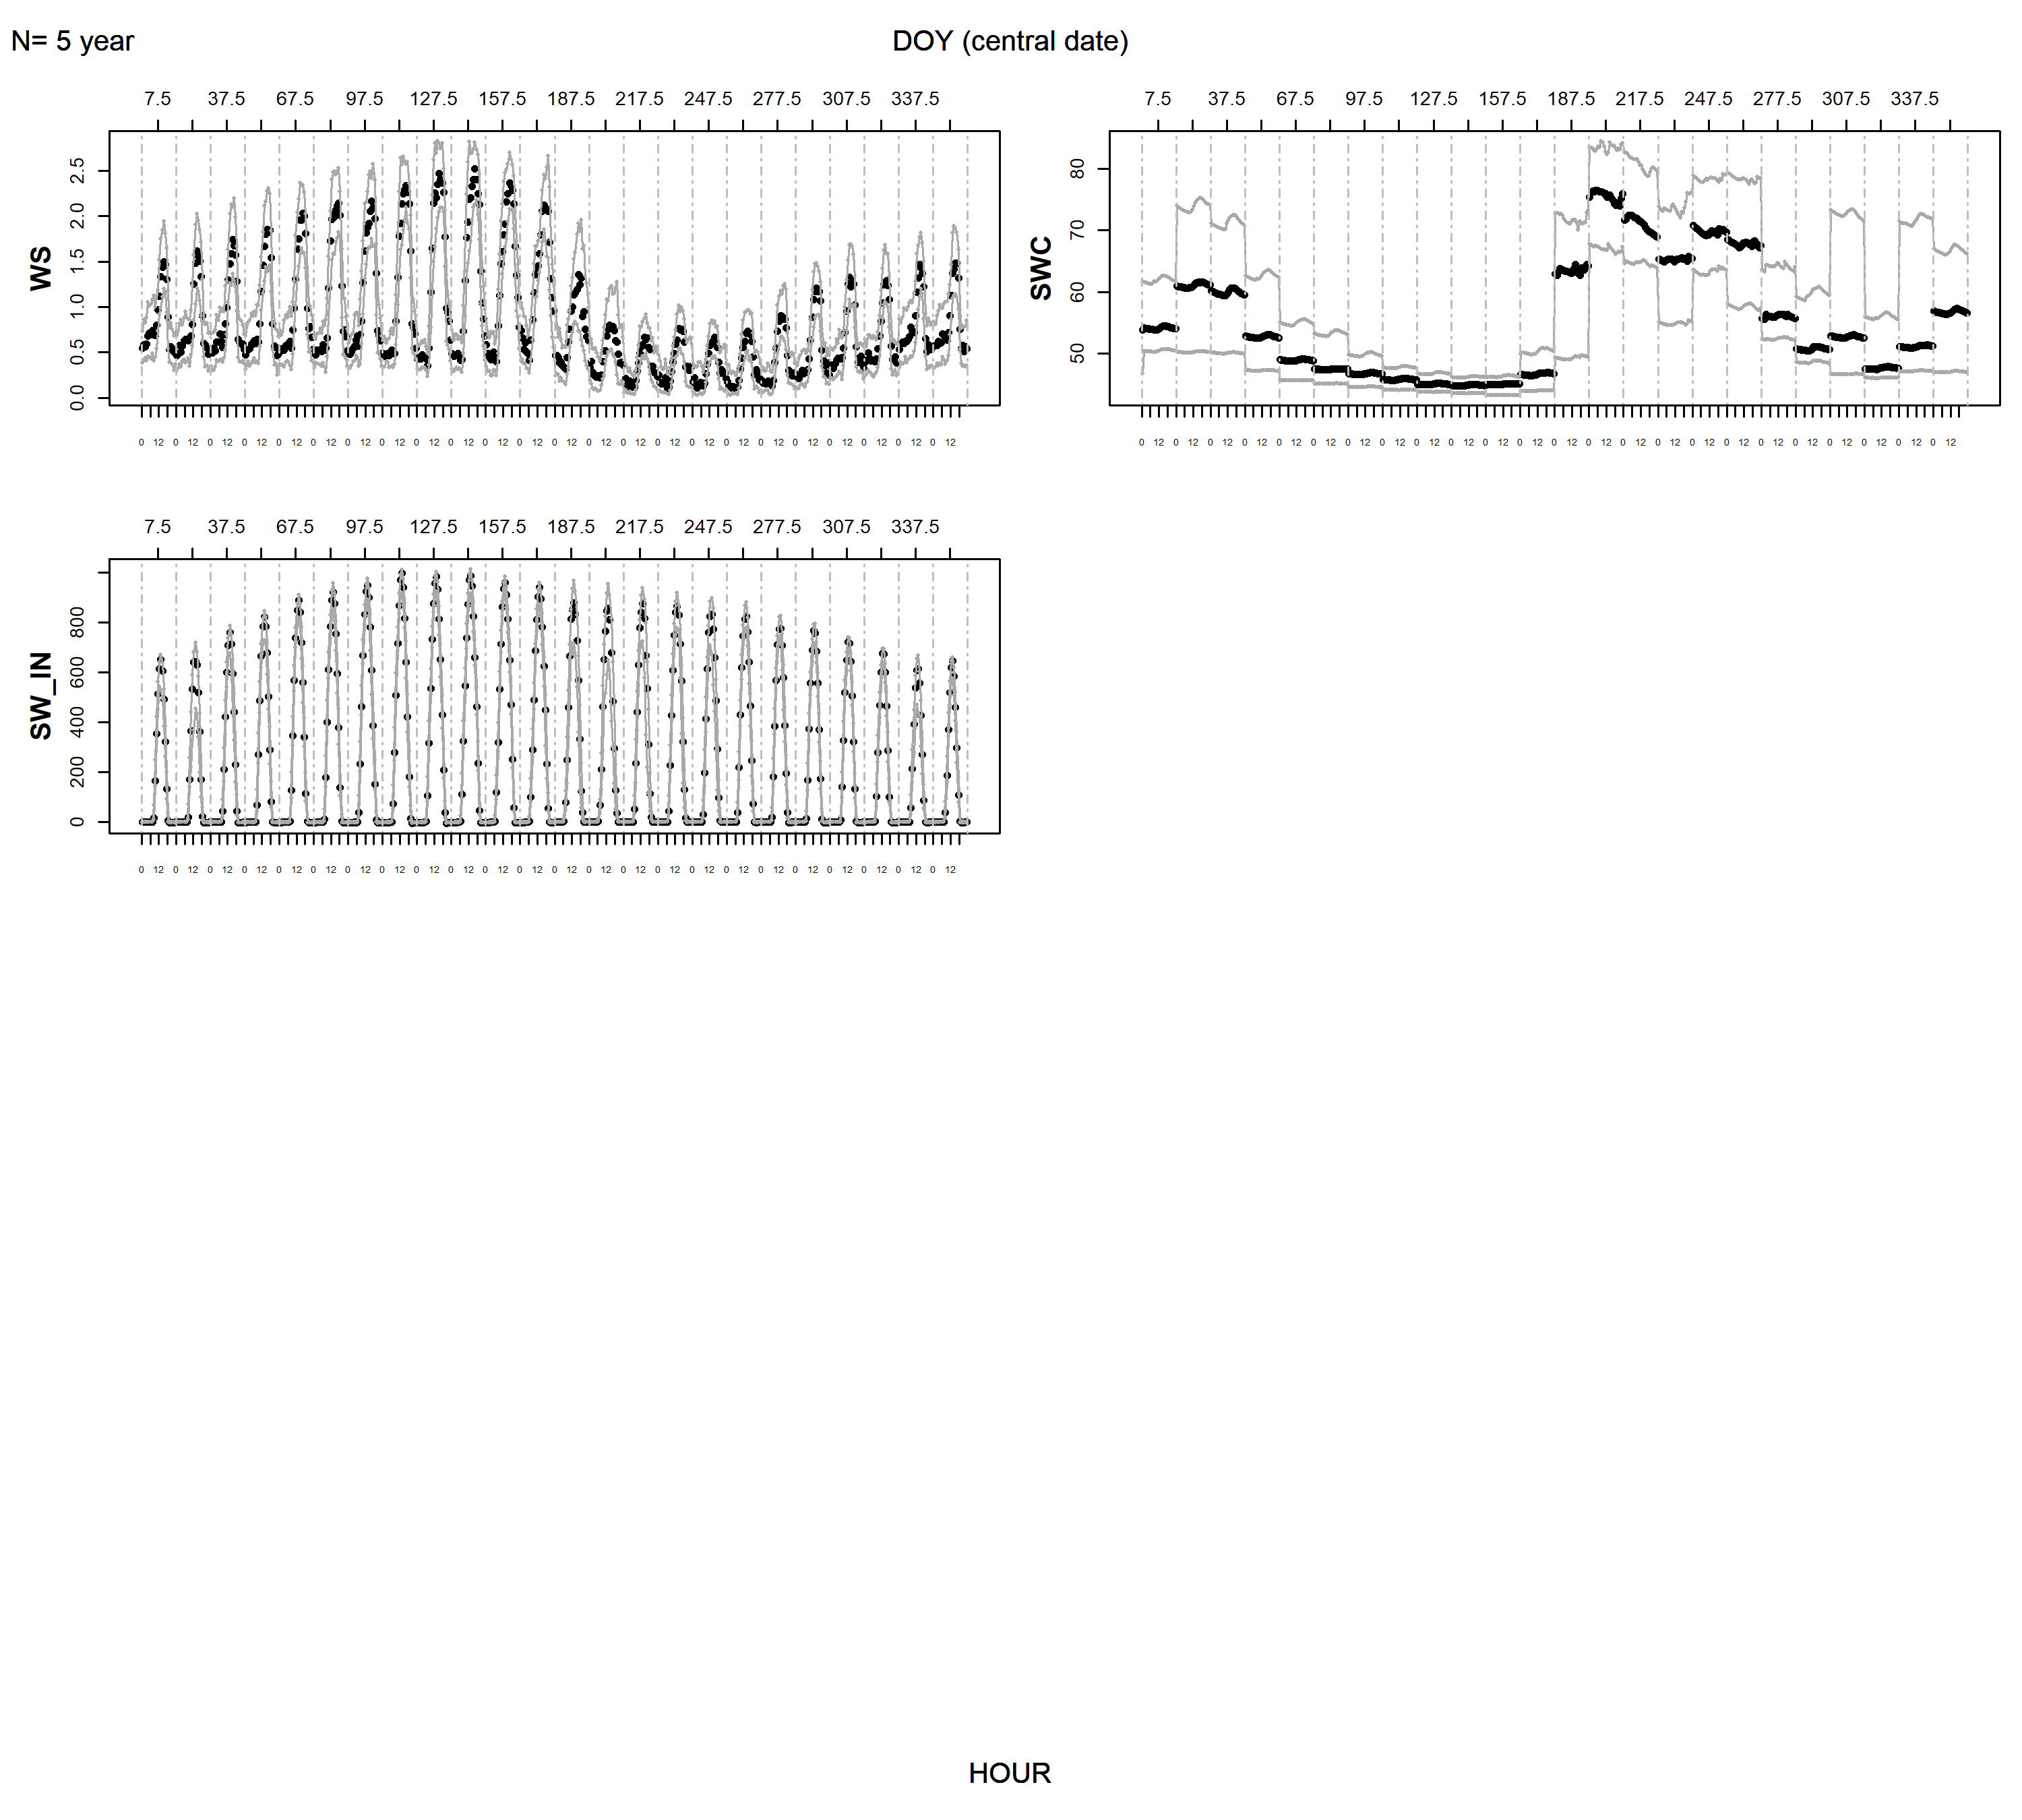 N= 5 year
DOY (central date)
7.5 37.5 67.5 97.5 127.5 157.5 187.5 217.5 247.5 277.5 307.5 337.5
WS
2.5
2.0
1.5
1.0
0.5
0.0
0 12 0 12 0 12 0 12 0 12 0 12 0 12 0 12 0 12 0 12 0 12 0 12 0 12 0 12 0 12 0 12 0 12 0 12 0 12 0 12 0 12 0 12 0 12 0 12
7.5 37.5 67.5 97.5 127.5 157.5 187.5 217.5 247.5 277.5 307.5 337.5
SWC
80
70
60
50
0 12 0 12 0 12 0 12 0 12 0 12 0 12 0 12 0 12 0 12 0 12 0 12 0 12 0 12 0 12 0 12 0 12 0 12 0 12 0 12 0 12 0 12 0 12 0 12
7.5 37.5 67.5 97.5 127.5 157.5 187.5 217.5 247.5 277.5 307.5 337.5
SW_IN
800
600
400
200
0
0 12 0 12 0 12 0 12 0 12 0 12 0 12 0 12 0 12 0 12 0 12 0 12 0 12 0 12 0 12 0 12 0 12 0 12 0 12 0 12 0 12 0 12 0 12 0 12
HOUR